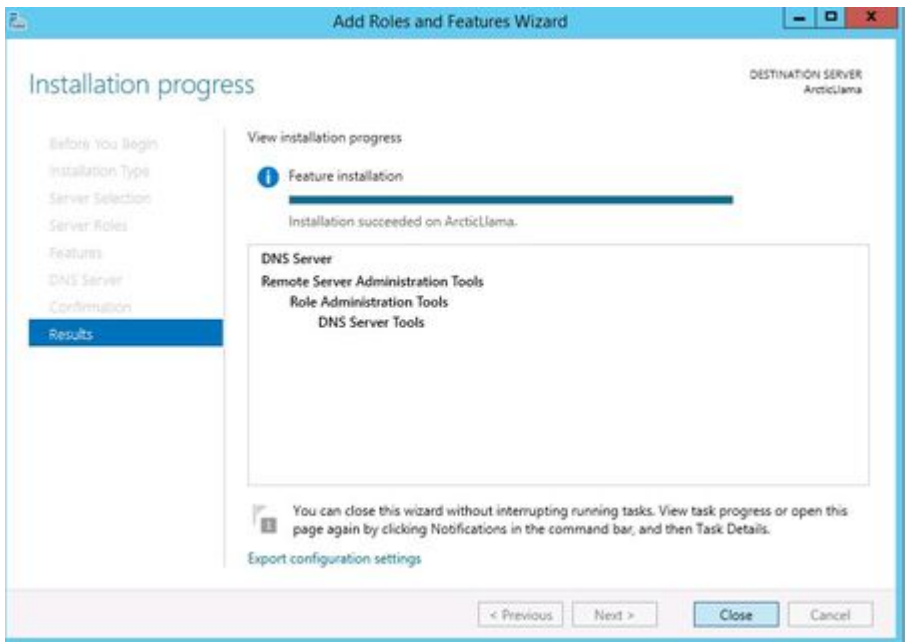 Add Roles and Features Wizard
Installation progress
DESTINATION SERVER
ArcticLlama
Before You Begin
Installation Type
Server Selection
Server Roles
Features
DNS Server
Confirmation
Results
View installation progress
Feature installation
Installation succeeded on ArcticLlama.
DNS Server
Remote Server Administration Tools
Role Administration Tools
DNS Server Tools
1
You can close this wizard without interrupting running tasks. View task progress or open this
page again by clicking Notifications in the command bar, and then Task Details.
Export configuration settings
< Previous
Next >
Close
Cancel